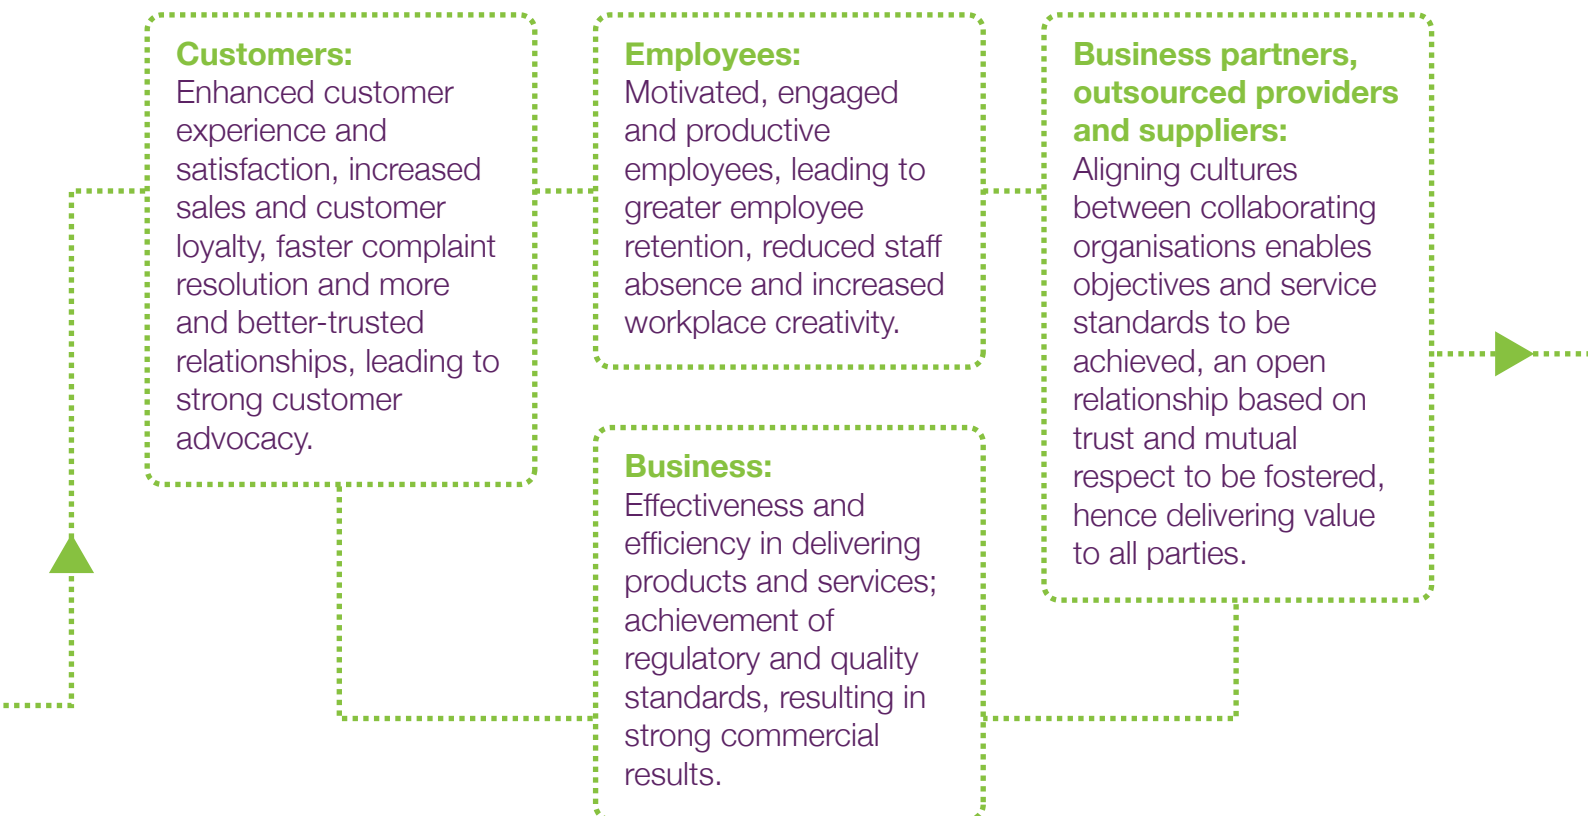 Customers:
Enhanced customer
experience and
satisfaction, increased
sales and customer
loyalty, faster complaint
resolution and more
and better-trusted
relationships, leading to
strong customer
advocacy.
Employees:
Motivated, engaged
and productive
employees, leading to
greater employee
retention, reduced staff
absence and increased
workplace creativity.
Business:
Effectiveness and
efficiency in delivering
products and services;
achievement of
regulatory and quality
standards, resulting in
strong commercial
results.
Business partners,
outsourced providers
and suppliers:
Aligning cultures
between collaborating
organisations enables
objectives and service
standards to be
achieved, an open
relationship based on
trust and mutual
respect to be fostered,
hence delivering value
to all parties.